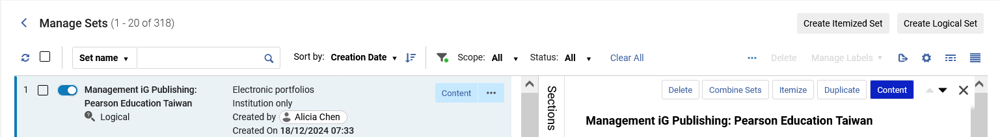 Manage Sets (1 - 20 of 318)
Create Itemized Set
Create Logical Set
Set name
Sort by: Creation Date
Scope: All
Status: All
Clear All
Delete
Manage Labels
1
Management iG Publishing:
Pearson Education Taiwan
Logical
Electronic portfolios
Institution only
Created by Alicia Chen
Created On 18/12/2024 07:33
Content
Sections
Delete
Combine Sets
Itemize
Duplicate
Content
Management iG Publishing: Pearson Education Taiwan